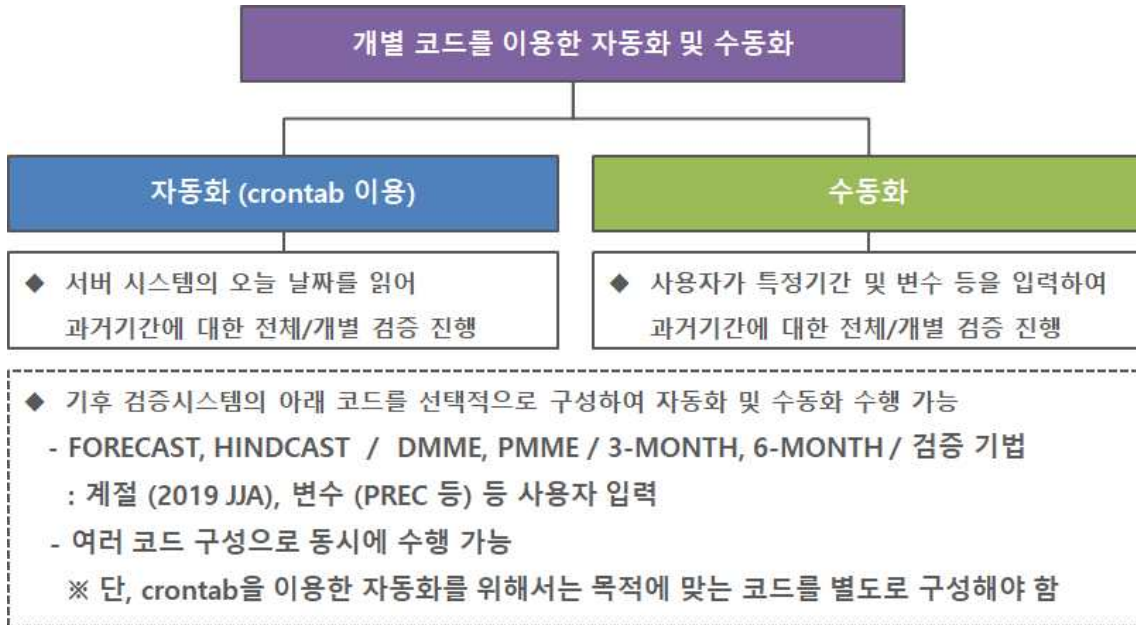 개별 코드를 이용한 자동화 및 수동화
자동화 (crontab 이용)
◆ 서버 시스템의 오늘 날짜를 읽어
과거기간에 대한 전체/개별 검증 진행
수동화
◆ 사용자가 특정기간 및 변수 등을 입력하여
과거기간에 대한 전체/개별 검증 진행
◆ 기후 검증시스템의 아래 코드를 선택적으로 구성하여 자동화 및 수동화 수행 가능
- FORECAST, HINDCAST / DMME, PMME / 3-MONTH, 6-MONTH / 검증 기법
: 계절 (2019 JJA), 변수 (PREC 등) 등 사용자 입력
- 여러 코드 구성으로 동시에 수행 가능
※ 단, crontab을 이용한 자동화를 위해서는 목적에 맞는 코드를 별도로 구성해야 함